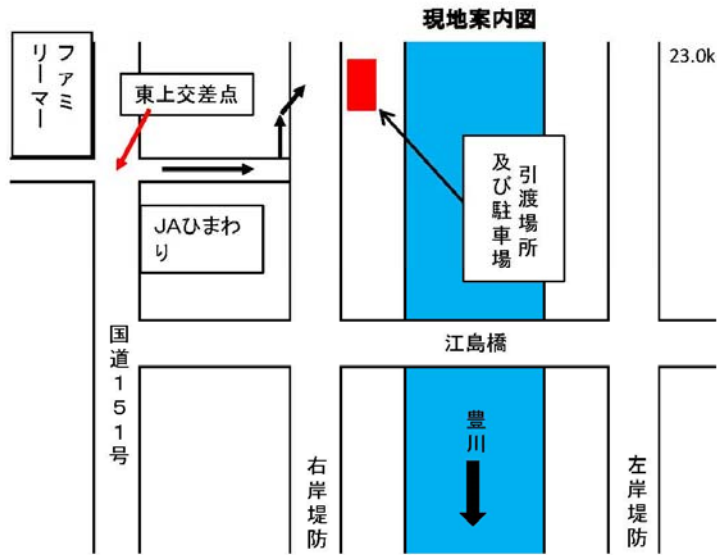 現地案内図
ファミ
リーマー
東上交差点
23.0k
引渡場所
及び駐車場
JAひまわ
り
江島橋
国道151号
豊川
右岸堤防
左岸堤防